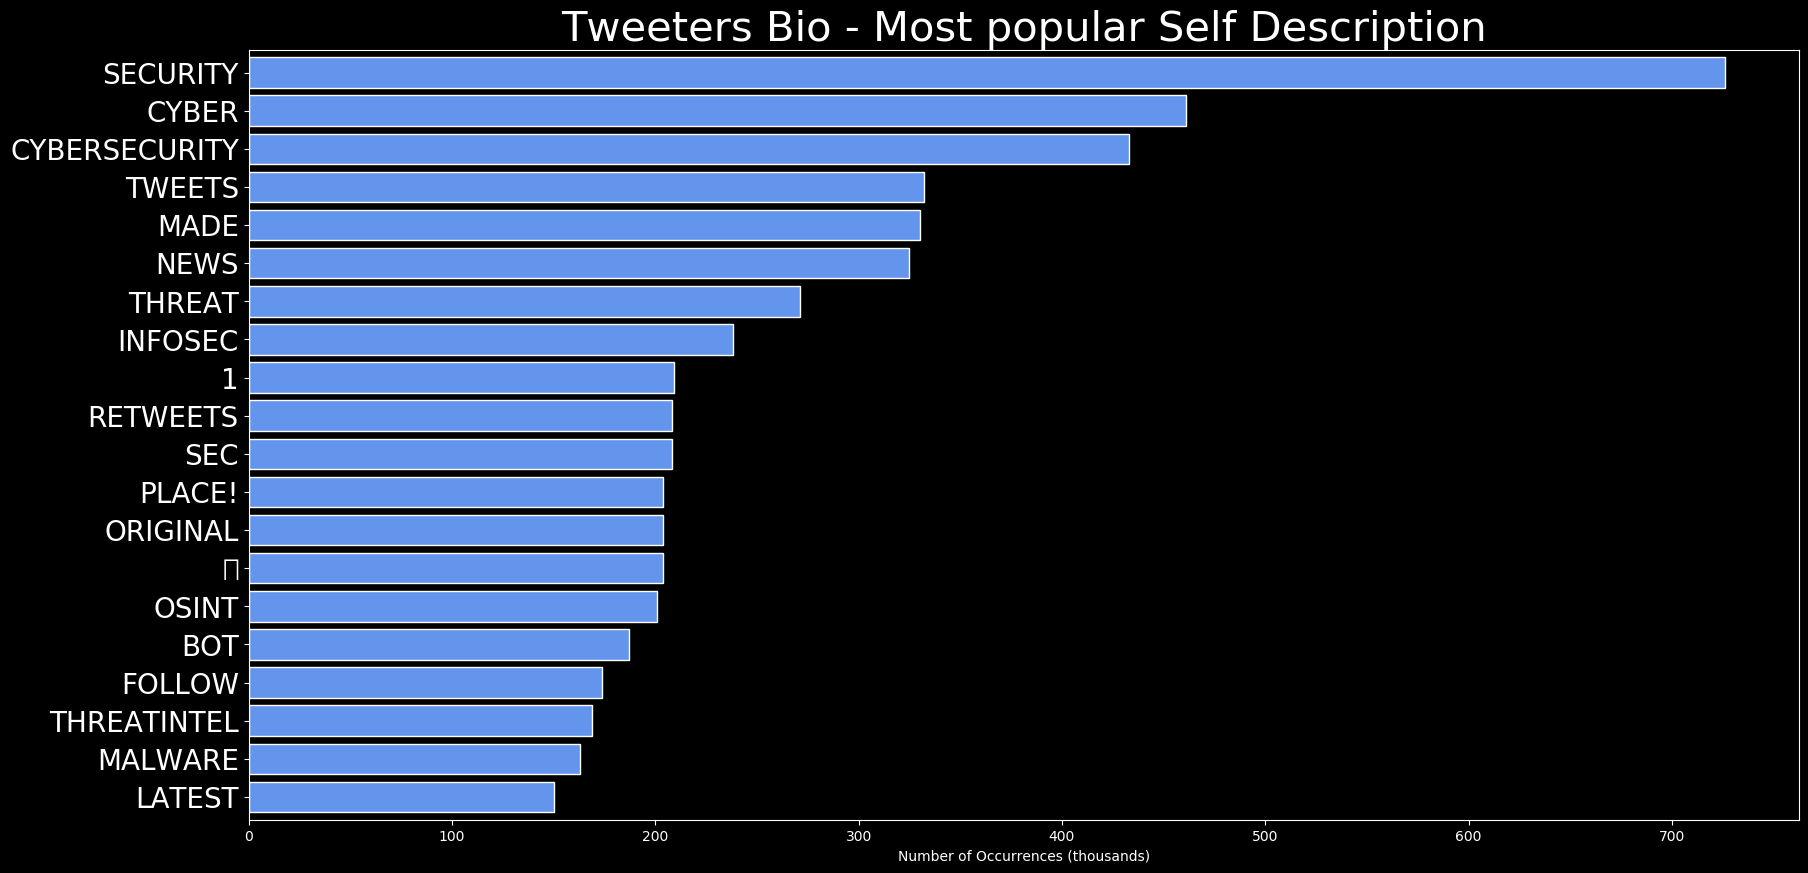 Tweeters Bio - Most popular Self Description
SECURITY
CYBER
CYBERSECURITY
TWEETS
MADE
NEWS
THREAT
INFOSEC
1
RETWEETS
SEC
PLACE!
ORIGINAL
OSINT
BOT
FOLLOW
THREATINTEL
MALWARE
LATEST
0 100 200 300 400 500 600 700
Number of Occurrences (thousands)